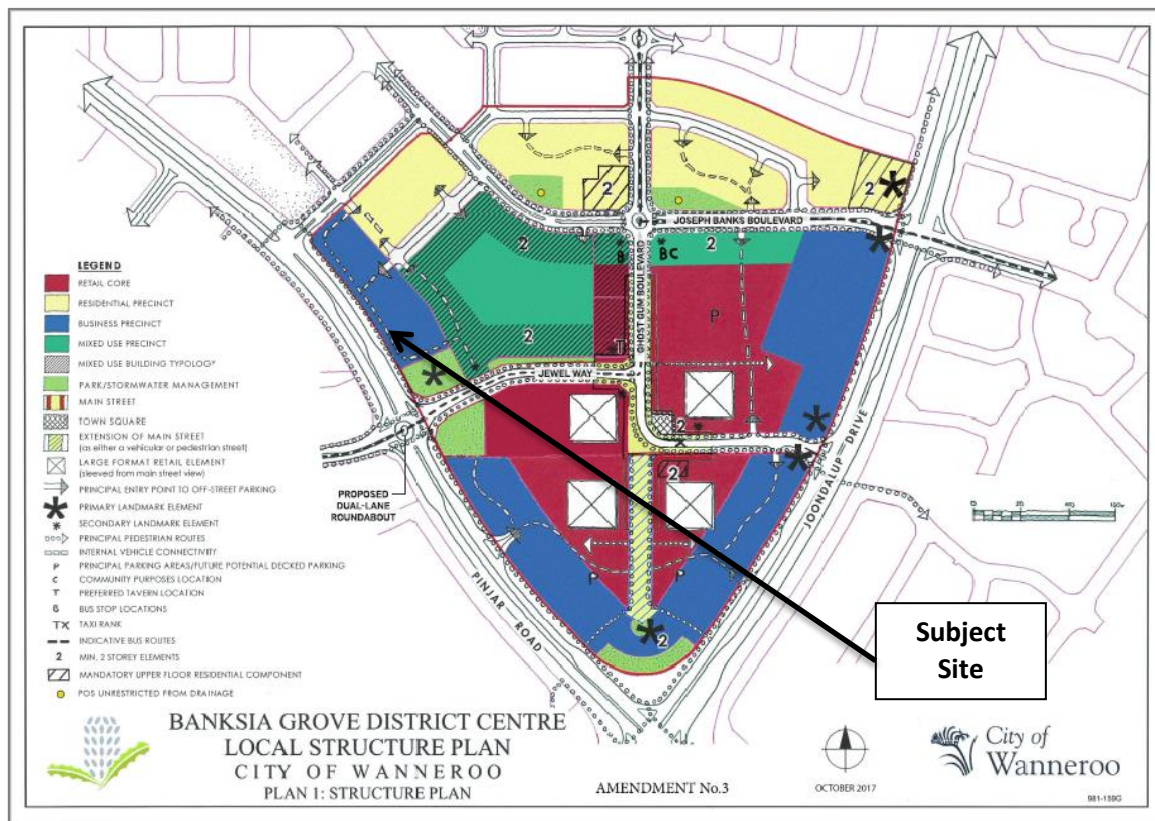 JOSEPH BANKS BOULEVARD
GHOST GUM BOULEVARD
JEWEL WAY
JOONDALUP DRIVE
PINJAR ROAD
PROPOSED
DUAL-LANE
ROUNDABOUT
2
2
2
2
2
2
2
2
B
BC
P
T
P
P
LEGEND
RETAIL CORE
RESIDENTIAL PRECINCT
BUSINESS PRECINCT
MIXED USE PRECINCT
MIXED USE BUILDING TYPOLOGY*
PARK/STORMWATER MANAGEMENT
MAIN STREET
TOWN SQUARE
EXTENSION OF MAIN STREET
(as either a vehicular or pedestrian street)
LARGE FORMAT RETAIL ELEMENT
(sleeved from main street view)
PRINCIPAL ENTRY POINT TO OFF-STREET PARKING
PRIMARY LANDMARK ELEMENT
SECONDARY LANDMARK ELEMENT
PRINCIPAL PEDESTRIAN ROUTES
INTERNAL VEHICLE CONNECTIVITY
P PRINCIPAL PARKING AREAS/FUTURE POTENTIAL DECKED PARKING
C COMMUNITY PURPOSES LOCATION
T PREFERRED TAVERN LOCATION
B BUS STOP LOCATIONS
TX TAXI RANK
INDICATIVE BUS ROUTES
2 MIN. 2 STOREY ELEMENTS
MANDATORY UPPER FLOOR RESIDENTIAL COMPONENT
POS UNRESTRICTED FROM DRAINAGE
Subject
Site
BANKSIA GROVE DISTRICT CENTRE
LOCAL STRUCTURE PLAN
CITY OF WANNEROO
PLAN 1: STRUCTURE PLAN
AMENDMENT No.3
OCTOBER 2017
City of
Wanneroo
981-159G